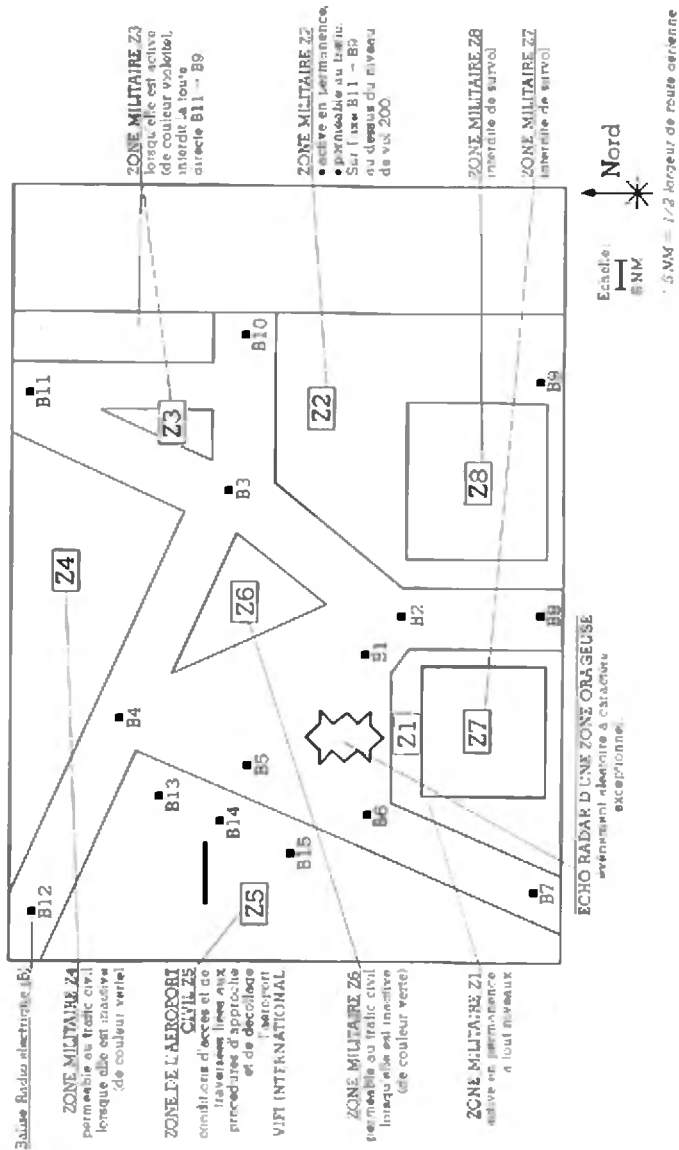 Balise Radio électrique (B)
ZONE MILITAIRE Z4
perméable au trafic civil
lorsque elle est inactive
(de couleur verte)
ZONE DE L'AEROPORT
CIVIL Z5
conditions d'accès et de
traversées liées aux
procédures d'approche
et de décollage
l'aéroport
VIFI INTERNATIONAL
ZONE MILITAIRE Z6
perméable au trafic civil
lorsqu'elle est inactive
(de couleur verte)
ZONE MILITAIRE Z1
active en permanence
à tout niveaux
B12
B11
Z4
B4
B13
B14
Z5
B15
B5
Z6
B3
Z3
B10
Z2
B6
B1
B2
Z1
Z7
Z8
B7
B8
B9
ZONE MILITAIRE Z3
lorsqu'elle est active
(de couleur violette),
interdit la route
directe B11 - B9
ZONE MILITAIRE Z2
• active en permanence,
• perméable au trafic.
Sur l'axe B11 - B9
au dessus du niveau
de vol 200.
ZONE MILITAIRE Z8
interdite de survol
ZONE MILITAIRE Z7
interdite de survol
ECHO RADAR D'UNE ZONE ORAGEUSE
évènement aléatoire à caractère
exceptionnel.
Echelle:
5 NM
Nord
5 NM = 1/2 largeur de route aérienne